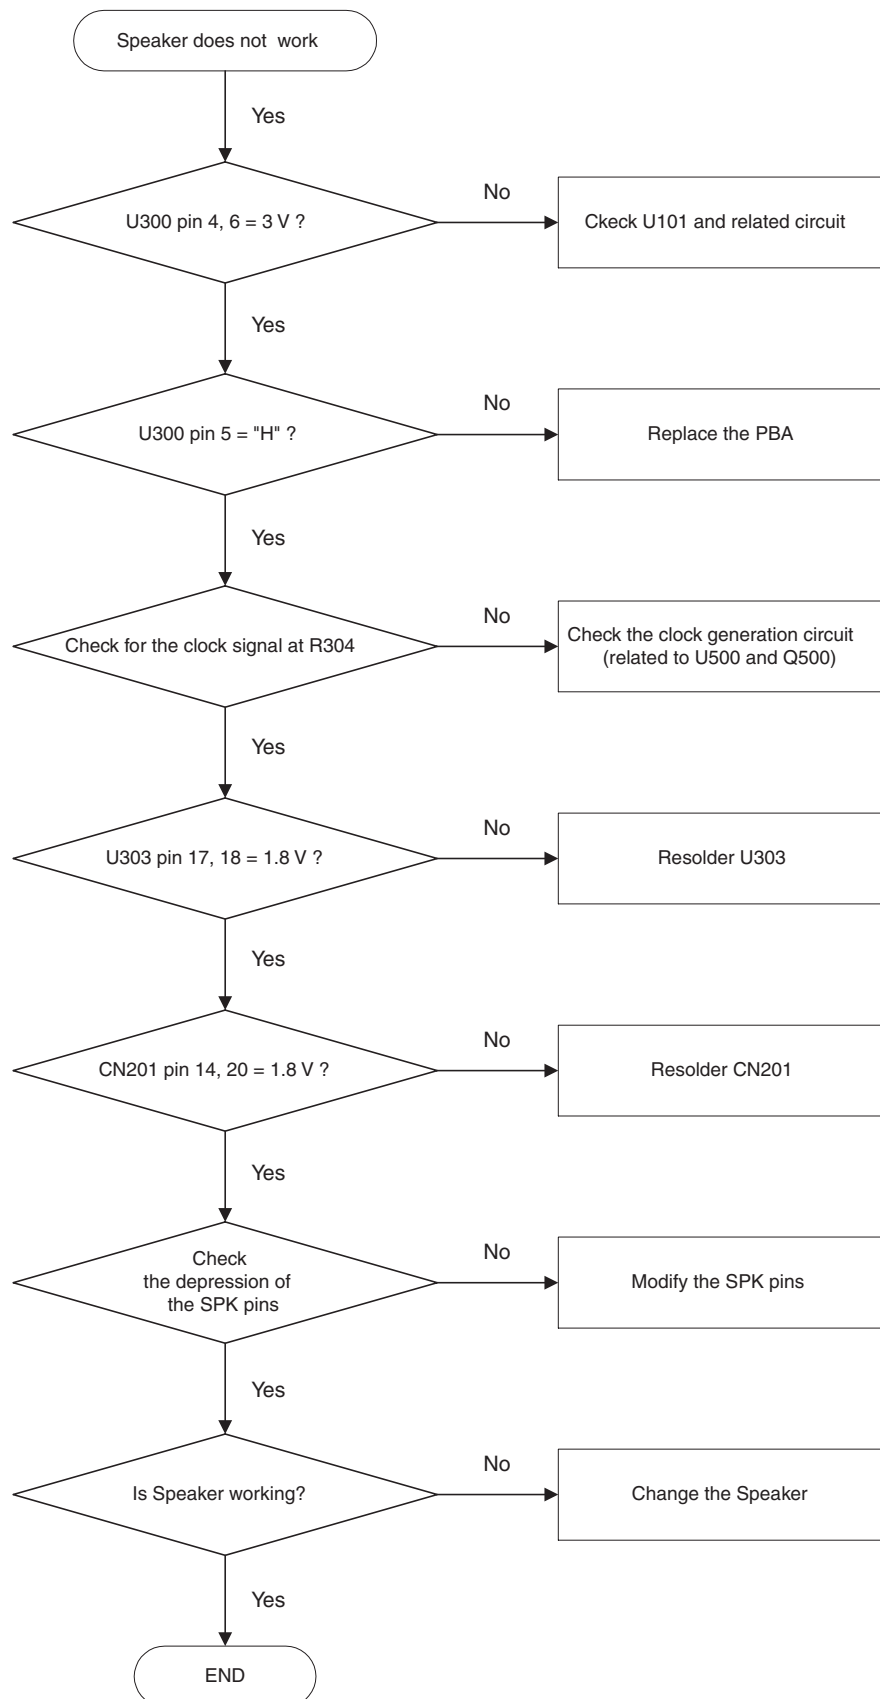 Speaker does not work
Yes
U300 pin 4, 6 = 3 V ?
No
Ckeck U101 and related circuit
Yes
U300 pin 5 = "H" ?
No
Replace the PBA
Yes
Check for the clock signal at R304
No
Check the clock generation circuit
(related to U500 and Q500)
Yes
U303 pin 17, 18 = 1.8 V ?
No
Resolder U303
Yes
CN201 pin 14, 20 = 1.8 V ?
No
Resolder CN201
Yes
Check
the depression of
the SPK pins
No
Modify the SPK pins
Yes
Is Speaker working?
No
Change the Speaker
Yes
END